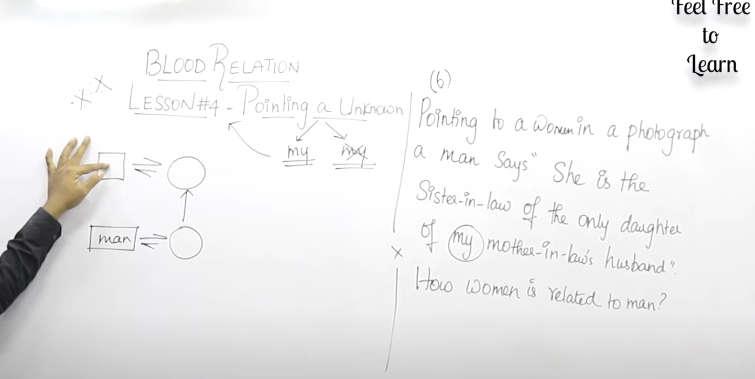 Feel Free
to
Learn
BLOOD RELATION
LESSON#4 - Pointing a Unknown
my my
man
(6)
Pointing to a women in a photograph
a man says" She is the
Sister-in-law of the only daughter
of my mother-in-law's husband".
How women is related to man?